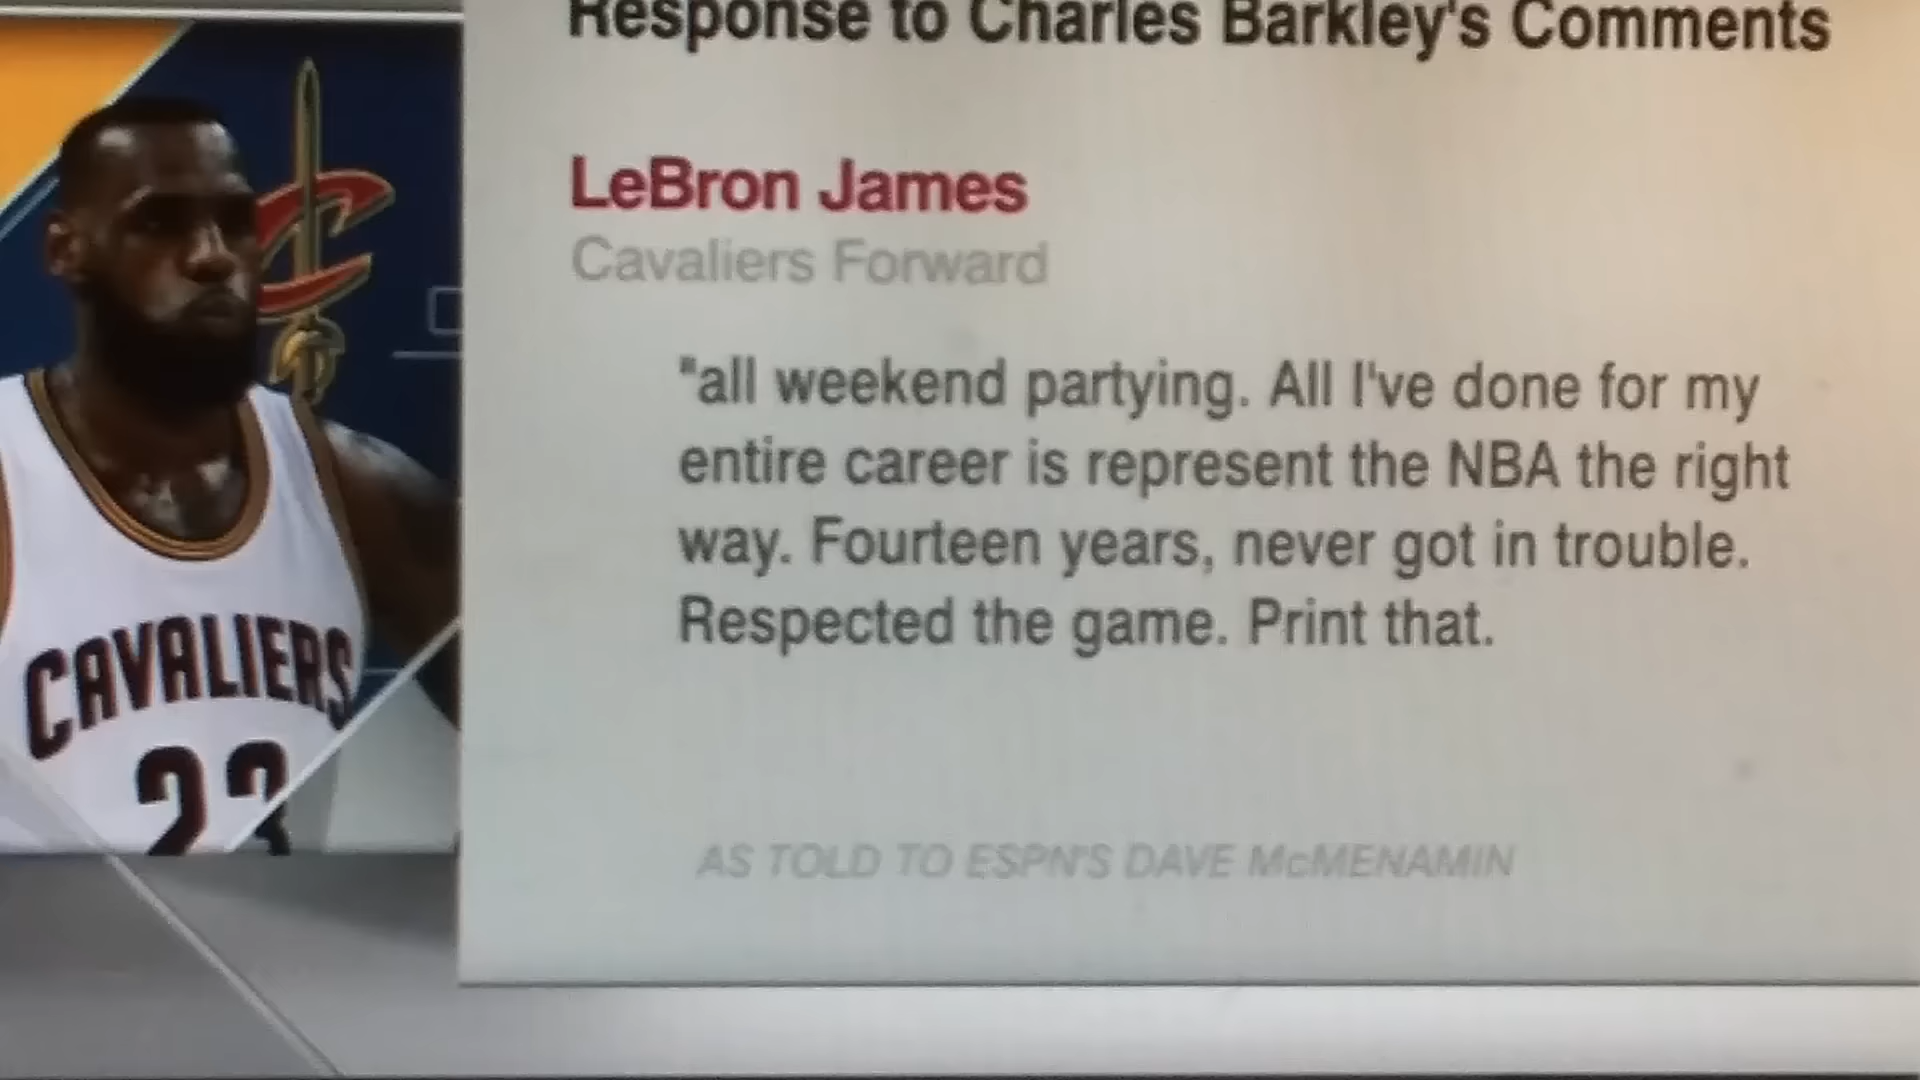 Response to Charles Barkley's Comments
LeBron James
Cavaliers Forward
"all weekend partying. All I've done for my
entire career is represent the NBA the right
way. Fourteen years, never got in trouble.
Respected the game. Print that.
AS TOLD TO ESPN'S DAVE McMENAMIN
CAVALIERS
23